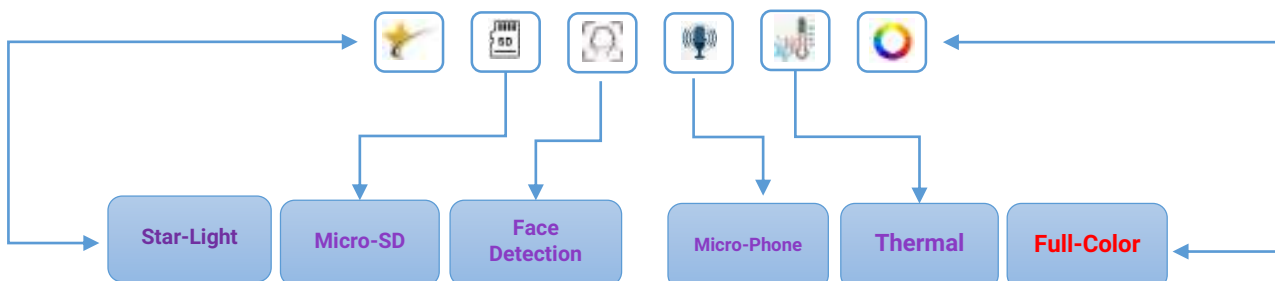 SD
Star-Light
Micro-SD
Face
Detection
Micro-Phone
Thermal
Full-Color